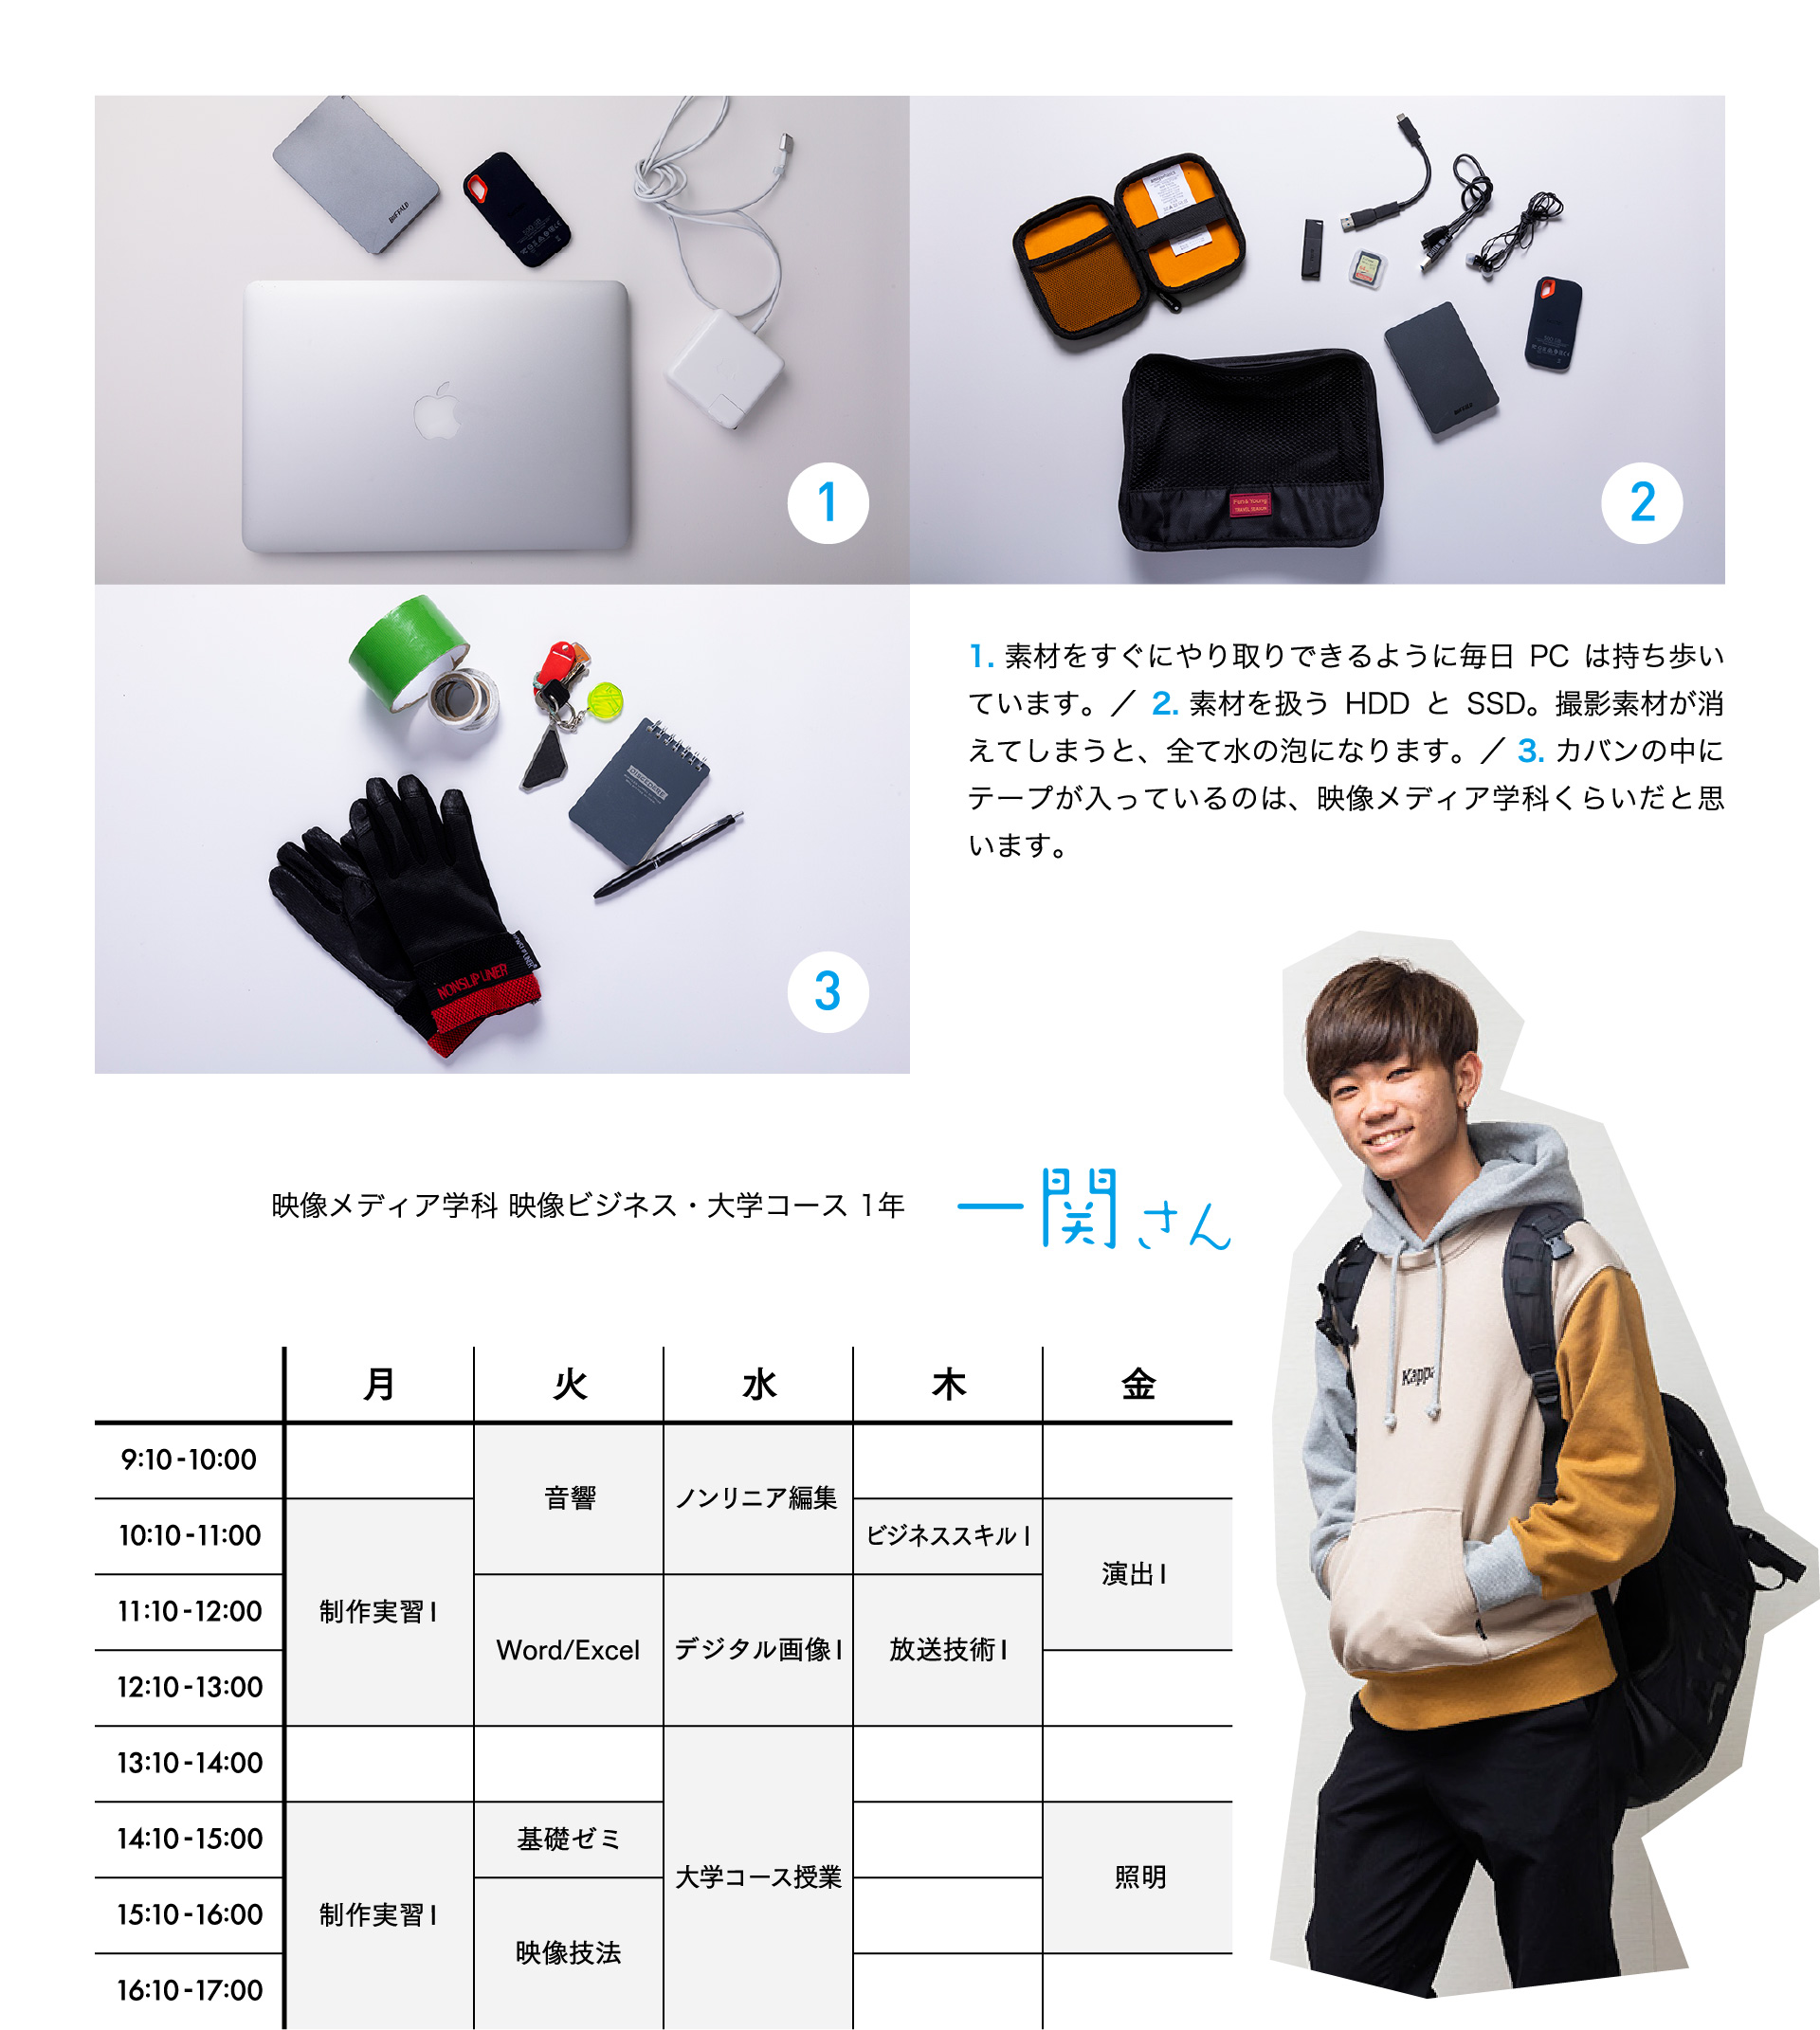 BUFFALO
1
BUFFALO
2
NONSLIP LINER
3
1. 素材をすぐにやり取りできるように毎日 PC は持ち歩い
ています。／ 2. 素材を扱う HDD と SSD。撮影素材が消
えてしまうと、全て水の泡になります。／ 3. カバンの中に
テープが入っているのは、映像メディア学科くらいだと思
います。
映像メディア学科 映像ビジネス・大学コース 1年 一関さん
Kappa
月 火 水 木 金
9:10-10:00
音響 ノンリニア編集
10:10-11:00 ビジネススキルI
演出I
11:10-12:00 制作実習I
Word/Excel デジタル画像I 放送技術I
12:10-13:00
13:10-14:00
14:10-15:00 基礎ゼミ
大学コース授業 照明
15:10-16:00 制作実習I
映像技法
16:10-17:00